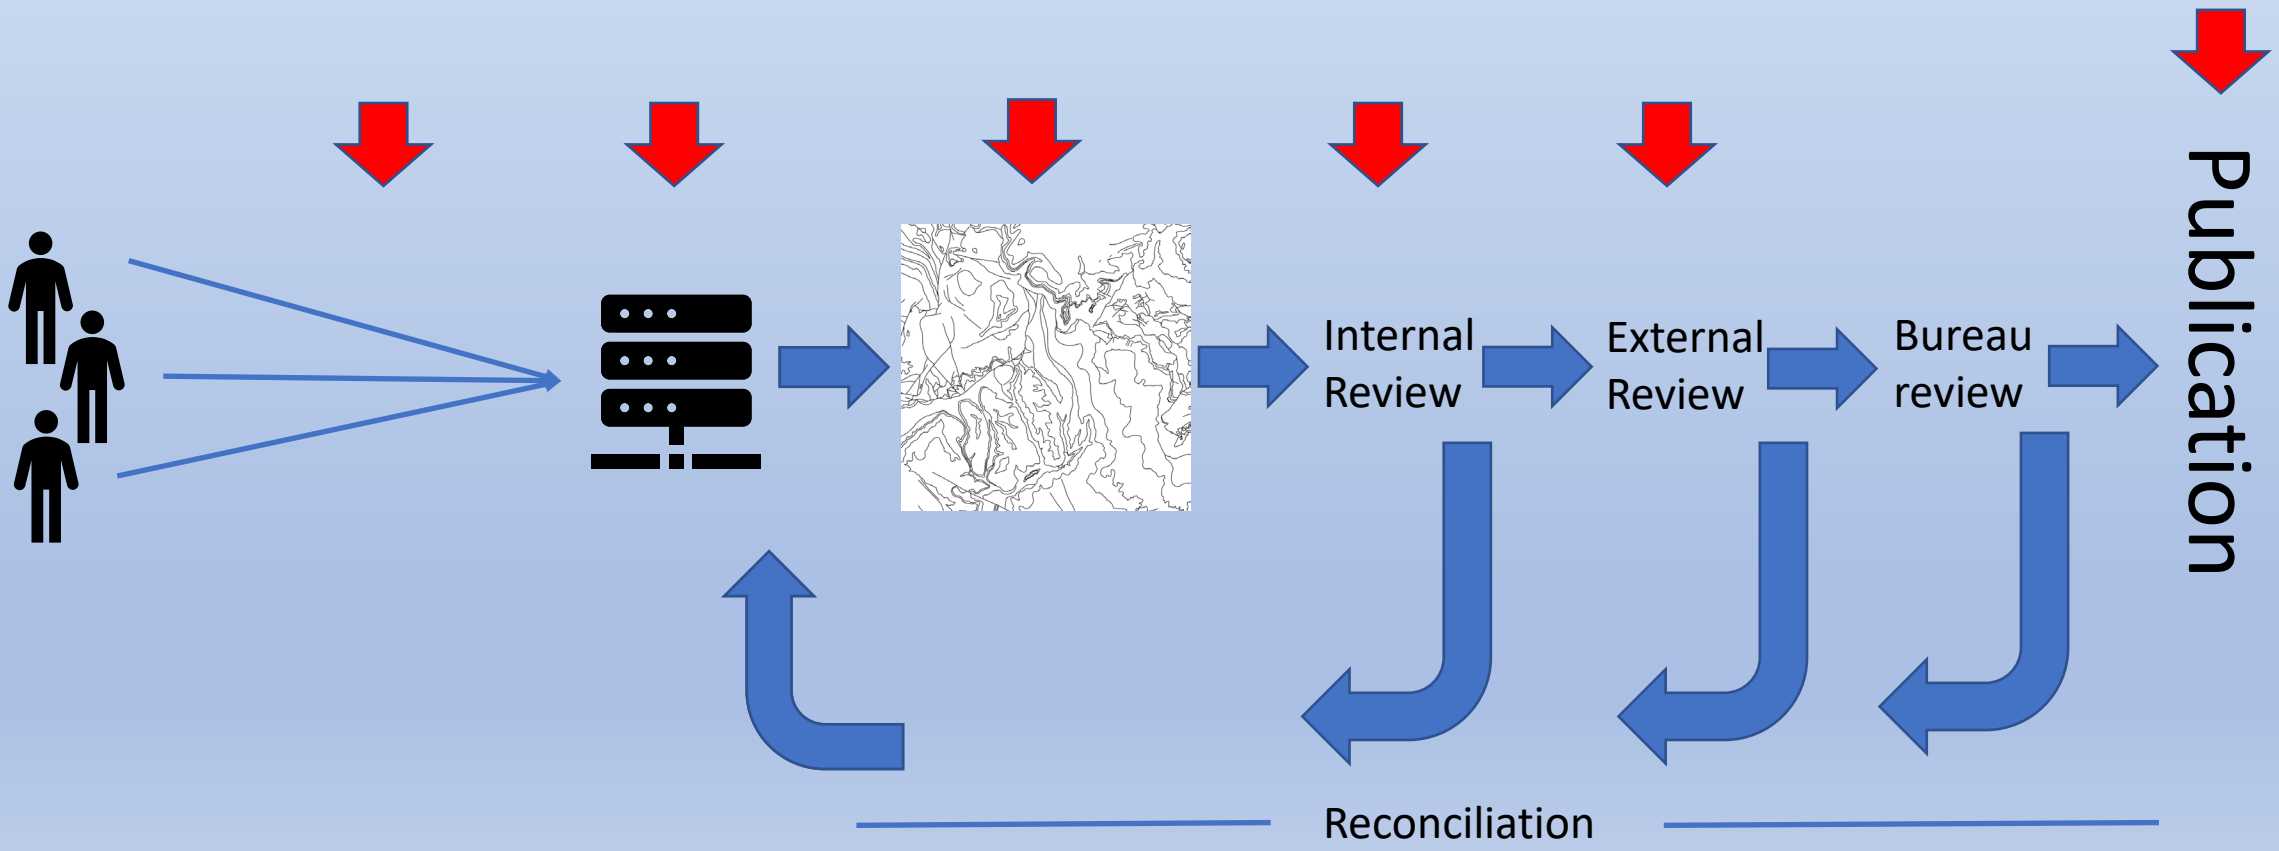 Internal
Review
External
Review
Bureau
review
Publication
Reconciliation